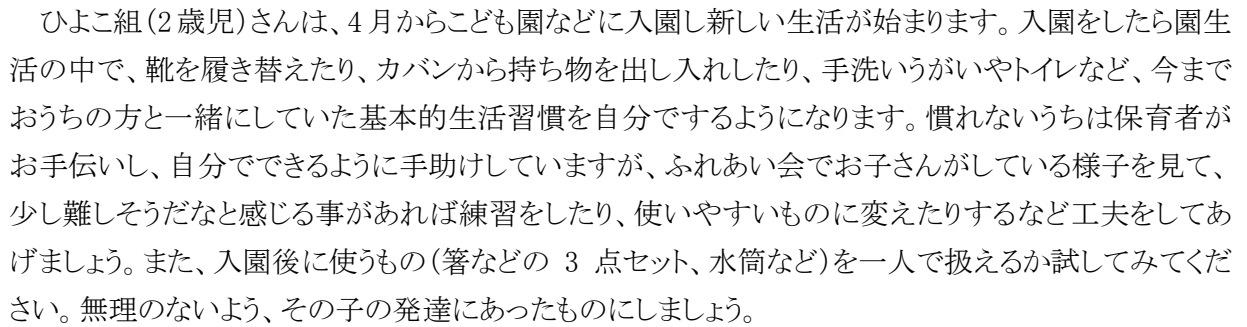 ひよこ組(2歳児)さんは、4月からこども園などに入園し新しい生活が始まります。入園をしたら園生
活の中で、靴を履き替えたり、カバンから持ち物を出し入れしたり、手洗いうがいやトイレなど、今まで
おうちの方と一緒にしていた基本的生活習慣を自分でするようになります。慣れないうちは保育者が
お手伝いし、自分でできるように手助けしていますが、ふれあい会でお子さんがしている様子を見て、
少し難しそうだなと感じる事があれば練習をしたり、使いやすいものに変えたりするなど工夫をしてあ
げましょう。また、入園後に使うもの(箸などの 3 点セット、水筒など)を一人で扱えるか試してみてくだ
さい。無理のないよう、その子の発達にあったものにしましょう。